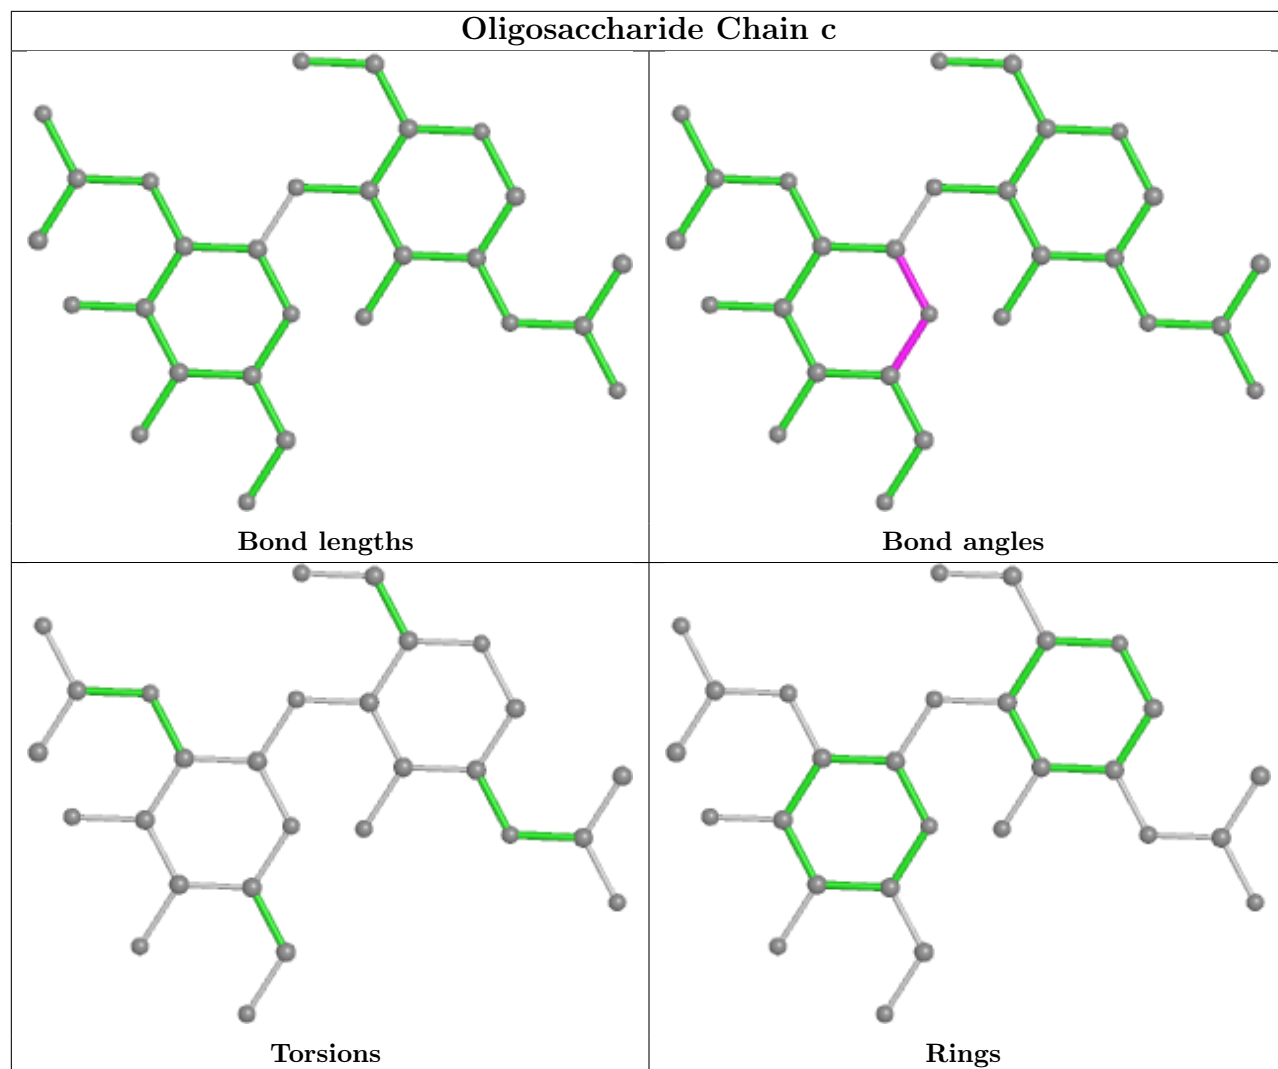 Oligosaccharide Chain c
Bond lengths
Bond angles
Torsions
Rings